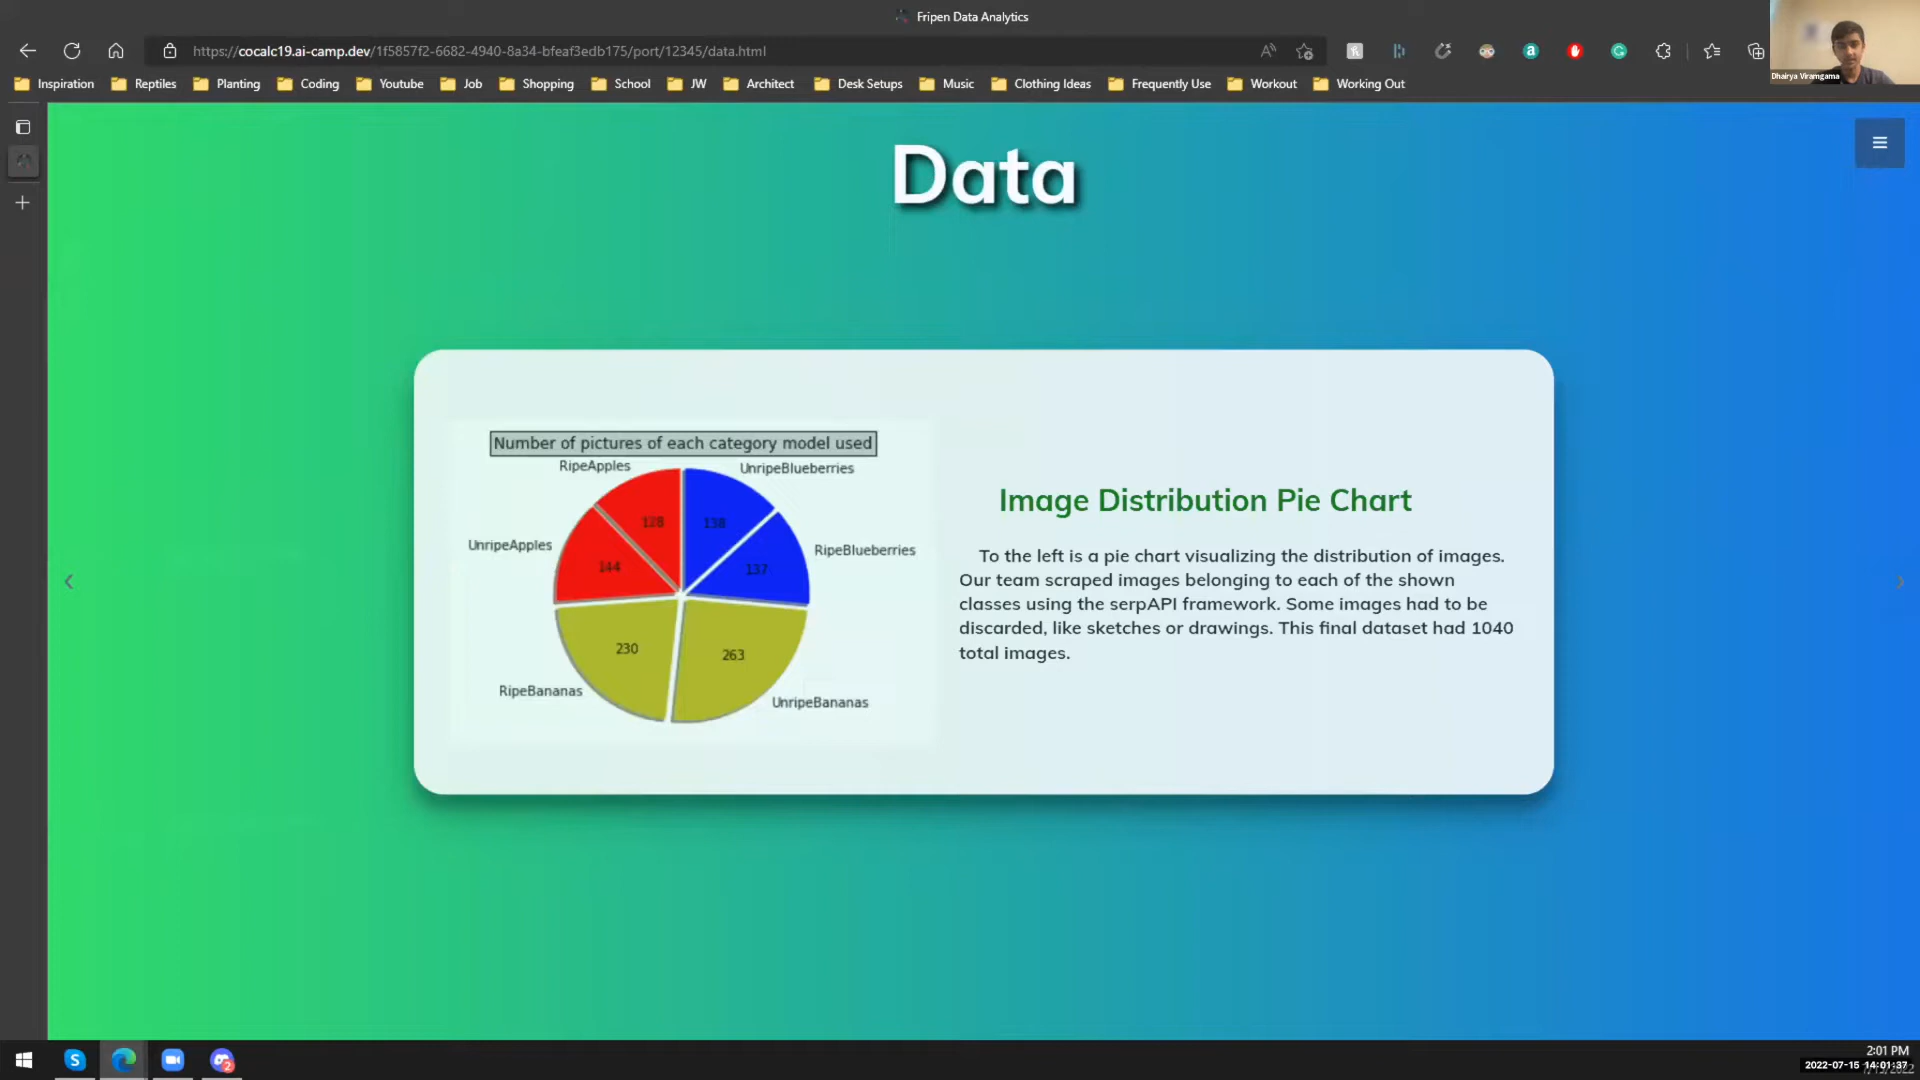 Fripen Data Analytics
https://cocalc19.ai-camp.dev/1f5857f2-6682-4940-8a34-bfeaf3edb175/port/12345/data.html
Inspiration Reptiles Planting Coding Youtube Job Shopping School JW Architect Desk Setups Music Clothing Ideas Frequently Use Workout Working Out
Dhairya Viramgama
Data
Number of pictures of each category model used
RipeApples
UnripeBlueberries
128
138
UnripeApples
RipeBlueberries
144
137
230
263
RipeBananas
UnripeBananas
Image Distribution Pie Chart
To the left is a pie chart visualizing the distribution of images.
Our team scraped images belonging to each of the shown
classes using the serpAPI framework. Some images had to be
discarded, like sketches or drawings. This final dataset had 1040
total images.
2:01 PM
2022-07-15 14:01:37